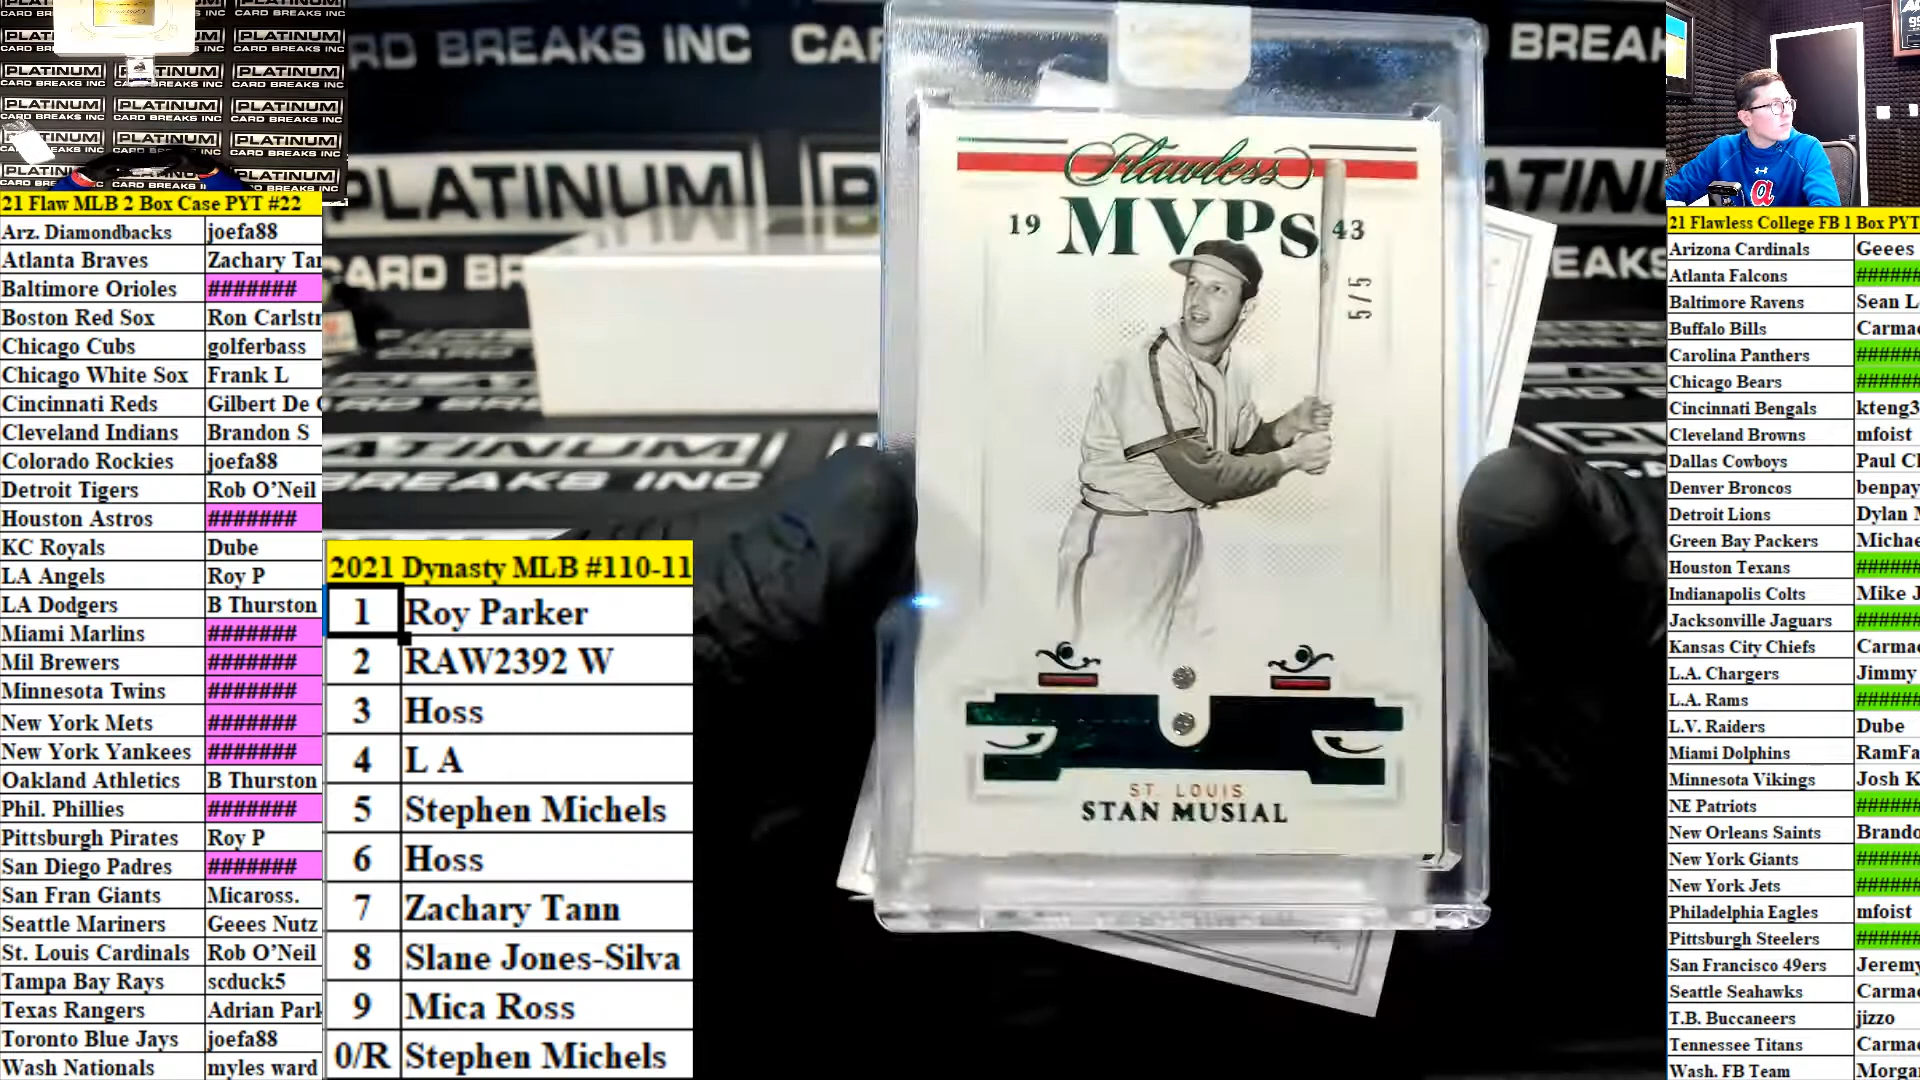 PLATINUM
CARD BREAKS INC
21 Flaw MLB 2 Box Case PYT #22
Arz. Diamondbacks joefa88
Atlanta Braves Zachary
Baltimore Orioles #######
Boston Red Sox Ron
Chicago Cubs golferbass
Chicago White Sox Frank L
Cincinnati Reds Gilbert De
Cleveland Indians Brandon S
Colorado Rockies joefa88
Detroit Tigers Rob O'Neil
Houston Astros #######
KC Royals Dube
LA Angels Roy P
LA Dodgers B Thurston
Miami Marlins #######
Mil Brewers #######
Minnesota Twins #######
New York Mets #######
New York Yankees #######
Oakland Athletics B Thurston
Phil. Phillies #######
Pittsburgh Pirates Roy P
San Diego Padres #######
San Fran Giants Micaross.
Seattle Mariners Geees Nutz
St. Louis Cardinals Rob O'Neil
Tampa Bay Rays scduck5
Texas Rangers Adrian
Toronto Blue Jays joefa88
Wash Nationals myles ward
2021 Dynasty MLB #110-11
1 Roy Parker
2 RAW2392 W
3 Hoss
4 L A
5 Stephen Michels
6 Hoss
7 Zachary Tann
8 Slane Jones-Silva
9 Mica Ross
0/R Stephen Michels
Flawless
19 MVPs 43
5/5
ST. LOUIS
STAN MUSIAL
21 Flawless College FB 1 Box PYT
Arizona Cardinals Geees
Atlanta Falcons
Baltimore Ravens Sean
Buffalo Bills
Carolina Panthers
Chicago Bears
Cincinnati Bengals
Cleveland Browns mfoist
Dallas Cowboys Paul
Denver Broncos
Detroit Lions Dylan
Green Bay Packers
Houston Texans
Indianapolis Colts Mike
Jacksonville Jaguars
Kansas City Chiefs
L.A. Chargers Jimmy
L.A. Rams
L.V. Raiders Dube
Miami Dolphins
Minnesota Vikings Josh
NE Patriots
New Orleans Saints
New York Giants
New York Jets
Philadelphia Eagles mfoist
Pittsburgh Steelers
San Francisco 49ers
Seattle Seahawks
T.B. Buccaneers jizzo
Tennessee Titans
Wash. FB Team